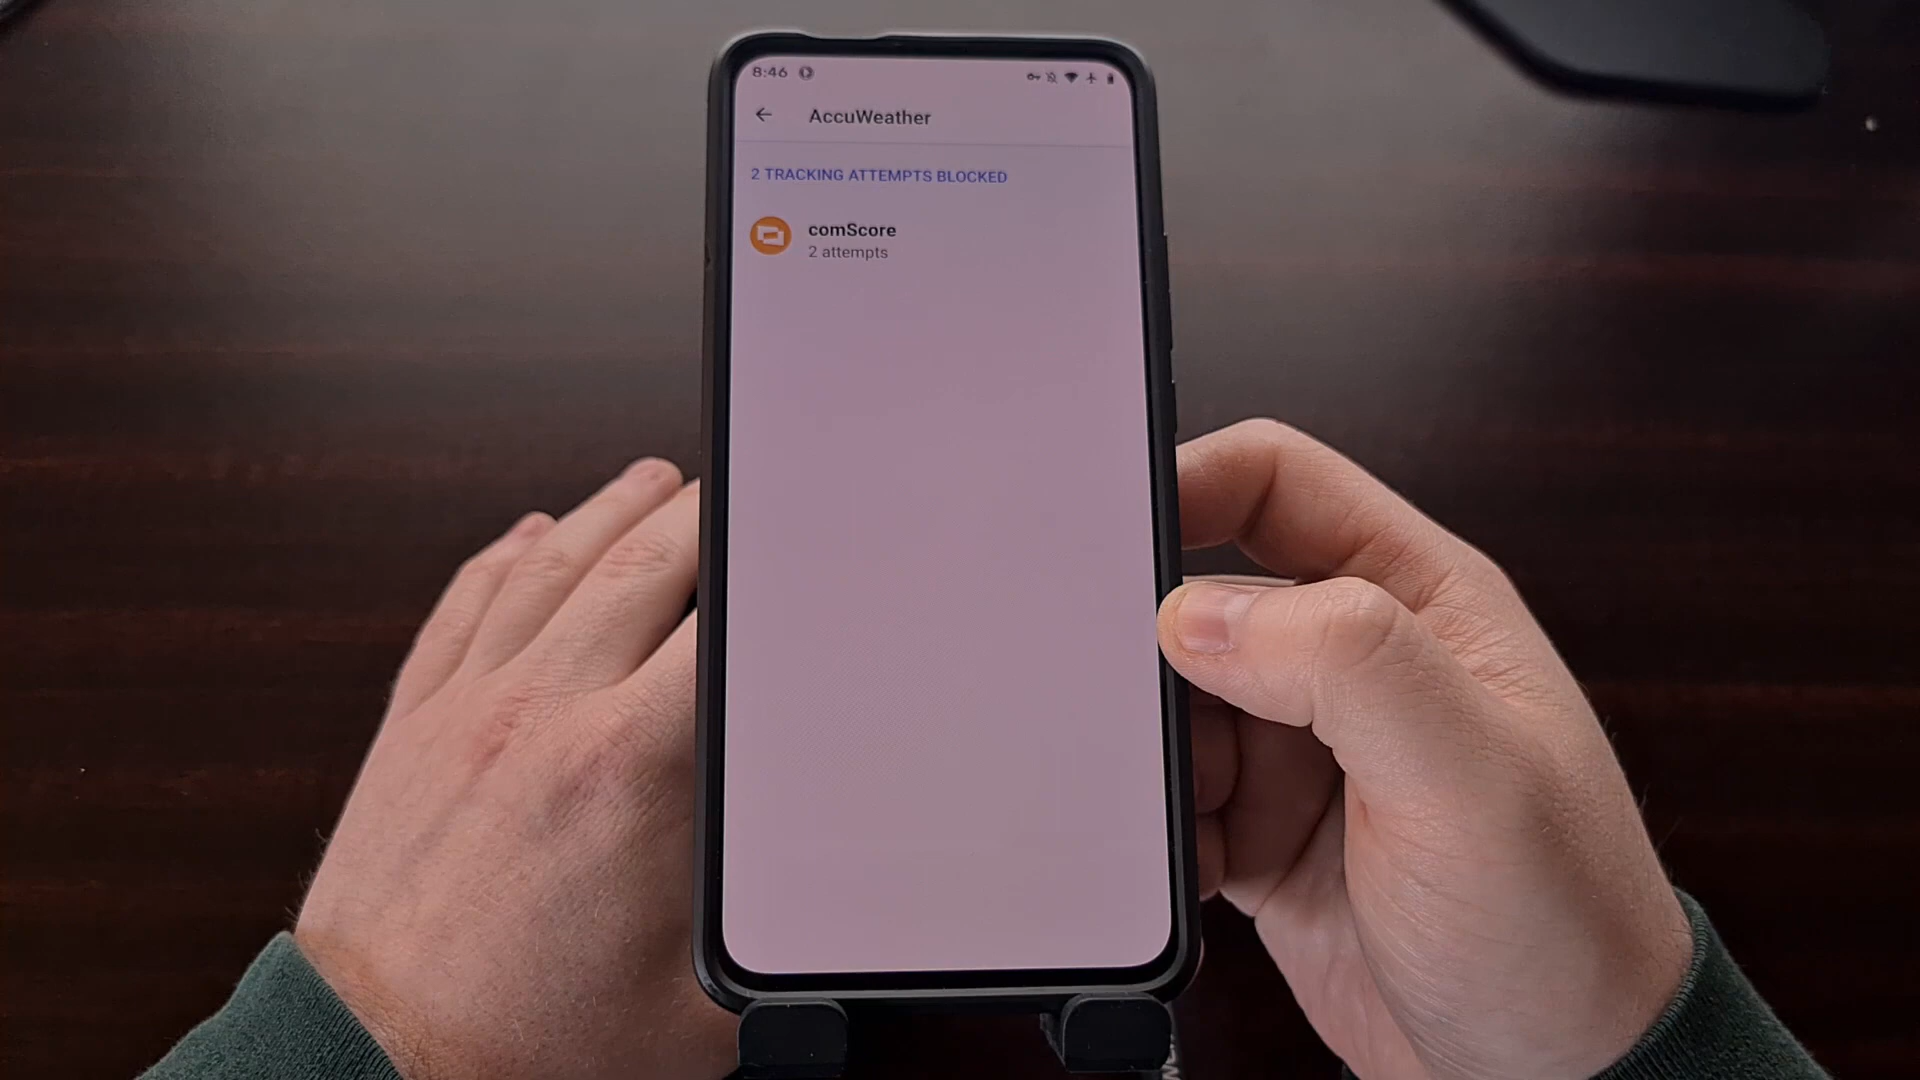 8:46
AccuWeather
2 TRACKING ATTEMPTS BLOCKED
comScore
2 attempts